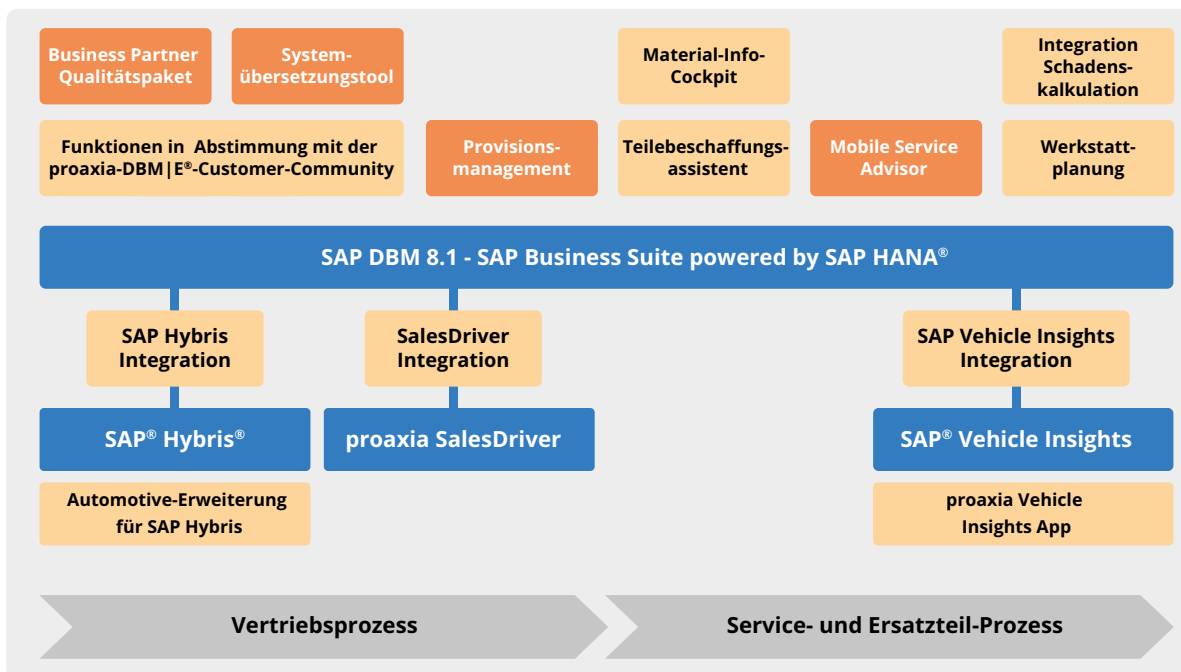 Business Partner
Qualitätspaket
System-
übersetzungstool
Material-Info-
Cockpit
Integration
Schadens-
kalkulation
Funktionen in Abstimmung mit der
proaxia-DBM|E®-Customer-Community
Provisions-
management
Teilebeschaffungs-
assistent
Mobile Service
Advisor
Werkstatt-
planung
SAP DBM 8.1 - SAP Business Suite powered by SAP HANA®
SAP Hybris
Integration
SalesDriver
Integration
SAP Vehicle Insights
Integration
SAP® Hybris®
proaxia SalesDriver
SAP® Vehicle Insights
Automotive-Erweiterung
für SAP Hybris
proaxia Vehicle
Insights App
Vertriebsprozess
Service- und Ersatzteil-Prozess